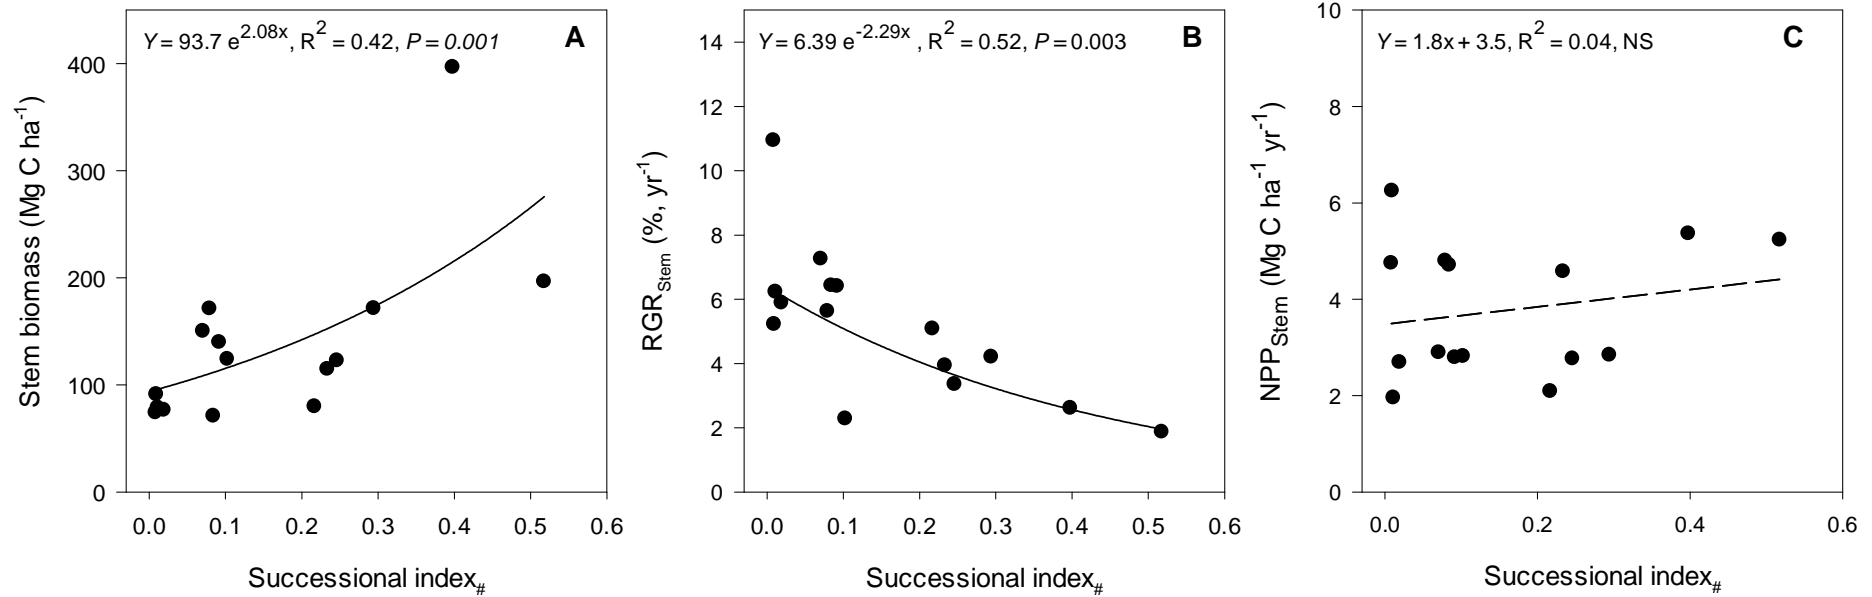 Y = 93.7 e^2.08x, R^2 = 0.42, P = 0.001
A
Stem biomass (Mg C ha^-1)
400
300
200
100
0
0.0 0.1 0.2 0.3 0.4 0.5 0.6
Successional index_#
Y = 6.39 e^-2.29x , R^2 = 0.52, P = 0.003
B
RGR_Stem (%, yr^-1)
14
12
10
8
6
4
2
0
0.0 0.1 0.2 0.3 0.4 0.5 0.6
Successional index_#
Y = 1.8x + 3.5, R^2 = 0.04, NS
C
NPP_Stem (Mg C ha^-1 yr^-1)
10
8
6
4
2
0
0.0 0.2 0.4 0.6
Successional index_#